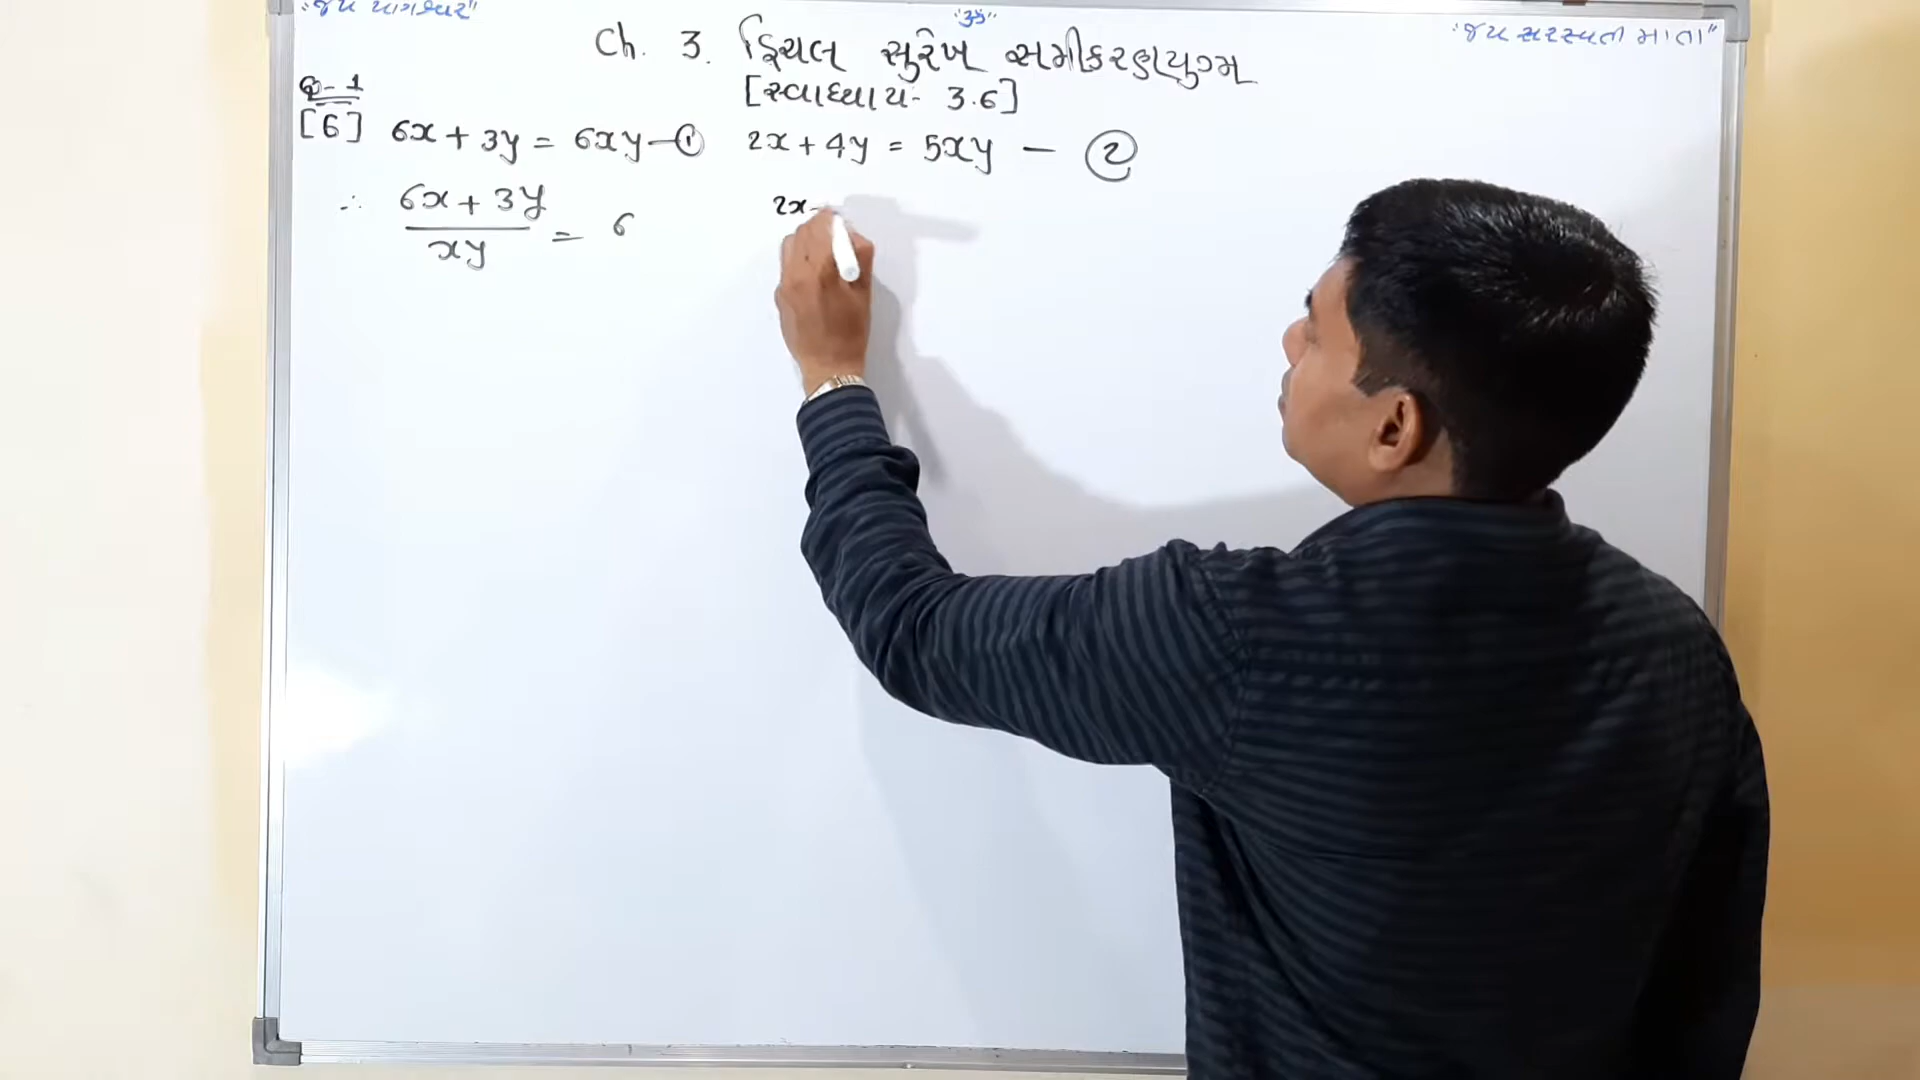 "જય યોગેશ્વર" "ૐ" "જય સરસ્વતી માતા"
Ch. 3. દ્વિચલ સુરેખ સમીકરણયુગ્મ
[સ્વાધ્યાય- 3.6]
Q-1
[6] 6x + 3y = 6xy — ① 2x + 4y = 5xy — ②
∴ 6x + 3y / xy = 6 2x